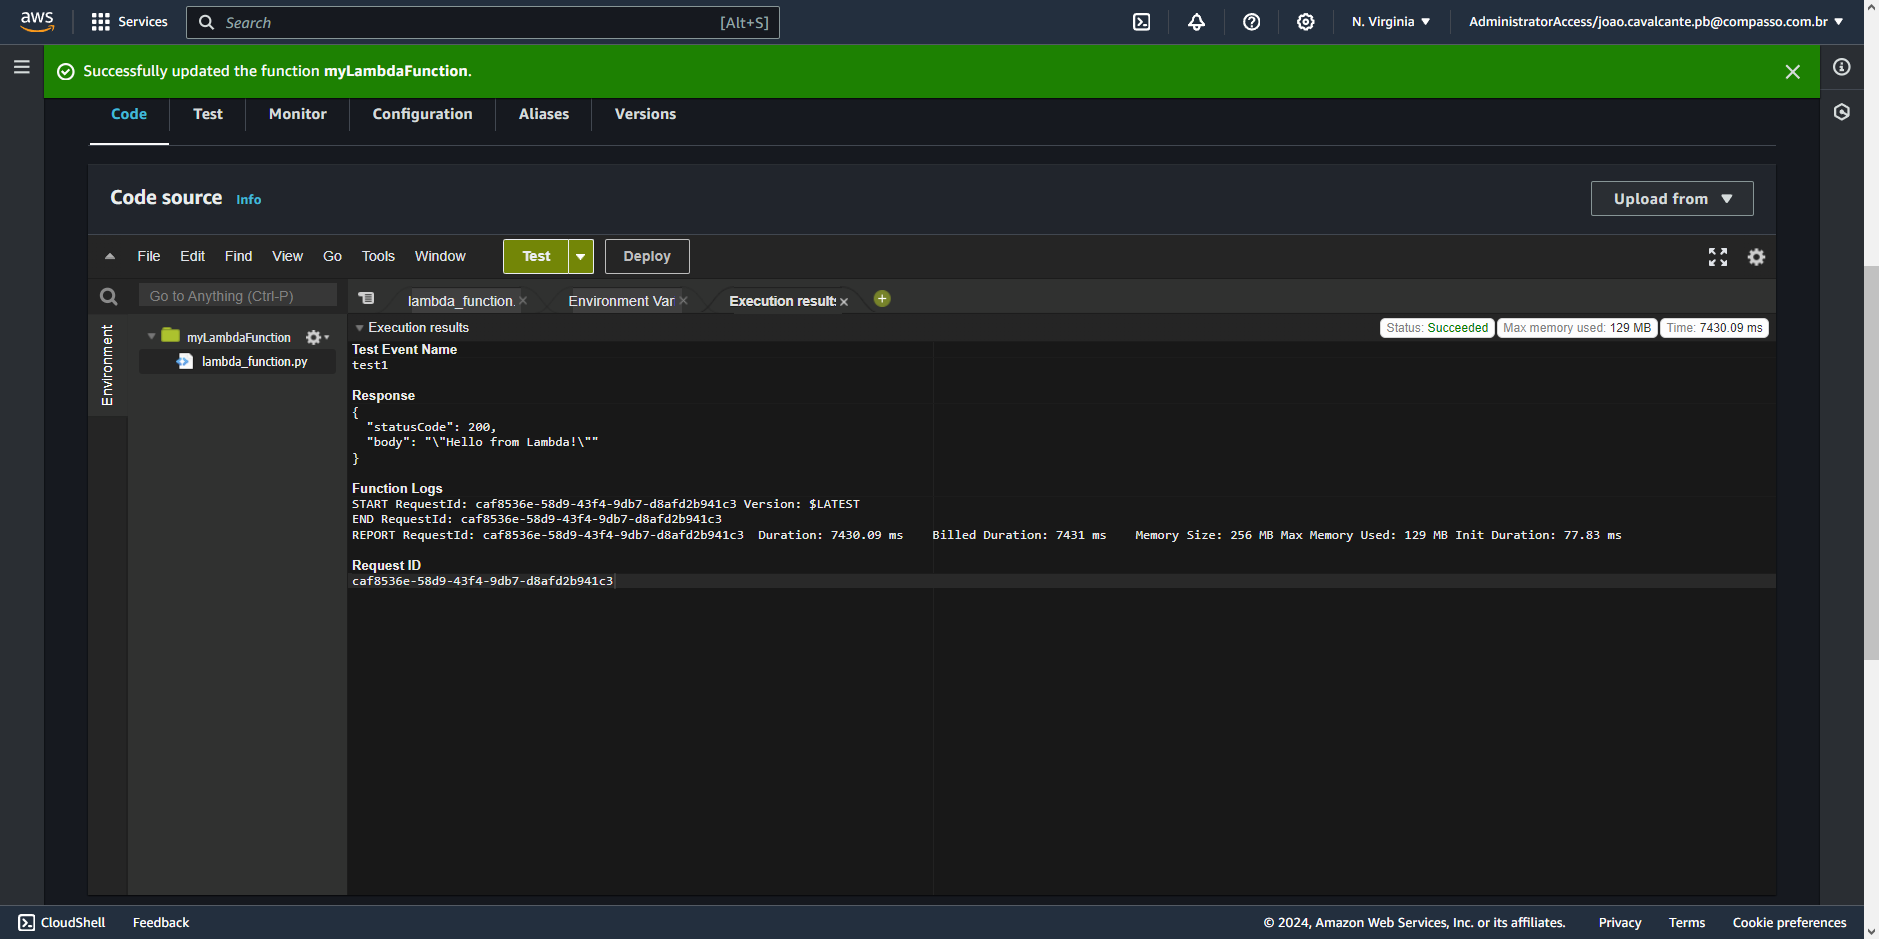 aws Services Search [Alt+S] N. Virginia AdministratorAccess/joao.cavalcante.pb@compasso.com.br
Successfully updated the function myLambdaFunction.
Code Test Monitor Configuration Aliases Versions
Code source Info Upload from
File Edit Find View Go Tools Window Test Deploy
Go to Anything (Ctrl-P) lambda_function. Environment Var Execution results
Environment
myLambdaFunction
lambda_function.py
Execution results Status: Succeeded Max memory used: 129 MB Time: 7430.09 ms
Test Event Name
test1
Response
{
"statusCode": 200,
"body": "\"Hello from Lambda!\""
}
Function Logs
START RequestId: caf8536e-58d9-43f4-9db7-d8afd2b941c3 Version: $LATEST
END RequestId: caf8536e-58d9-43f4-9db7-d8afd2b941c3
REPORT RequestId: caf8536e-58d9-43f4-9db7-d8afd2b941c3 Duration: 7430.09 ms Billed Duration: 7431 ms Memory Size: 256 MB Max Memory Used: 129 MB Init Duration: 77.83 ms
Request ID
caf8536e-58d9-43f4-9db7-d8afd2b941c3
CloudShell Feedback © 2024, Amazon Web Services, Inc. or its affiliates. Privacy Terms Cookie preferences